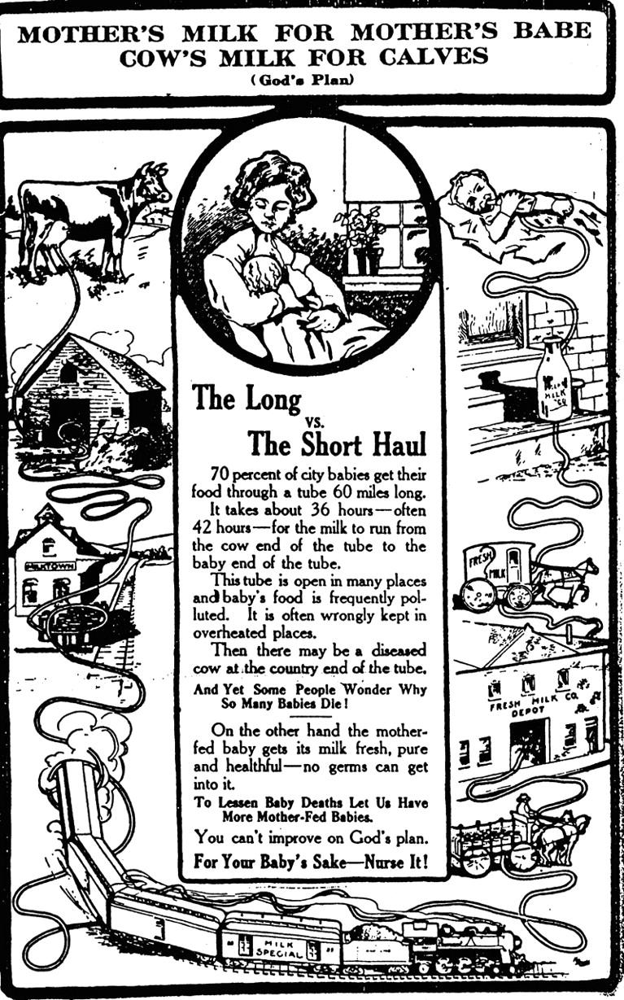 MOTHER'S MILK FOR MOTHER'S BABE
COW'S MILK FOR CALVES
(God's Plan)
The Long
vs.
The Short Haul
70 percent of city babies get their
food through a tube 60 miles long.
It takes about 36 hours—often
42 hours—for the milk to run from
the cow end of the tube to the
baby end of the tube.
This tube is open in many places
and baby's food is frequently pol-
luted. It is often wrongly kept in
overheated places.
Then there may be a diseased
cow at the country end of the tube.
And Yet Some People Wonder Why
So Many Babies Die!
On the other hand the mother-
fed baby gets its milk fresh, pure
and healthful—no germs can get
into it.
To Lessen Baby Deaths Let Us Have
More Mother-Fed Babies.
You can't improve on God's plan.
For Your Baby's Sake—Nurse It!
MILKTOWN
MILK
SPECIAL
MILK
CO
FRESH
MILK
FRESH MILK CO.
DEPOT